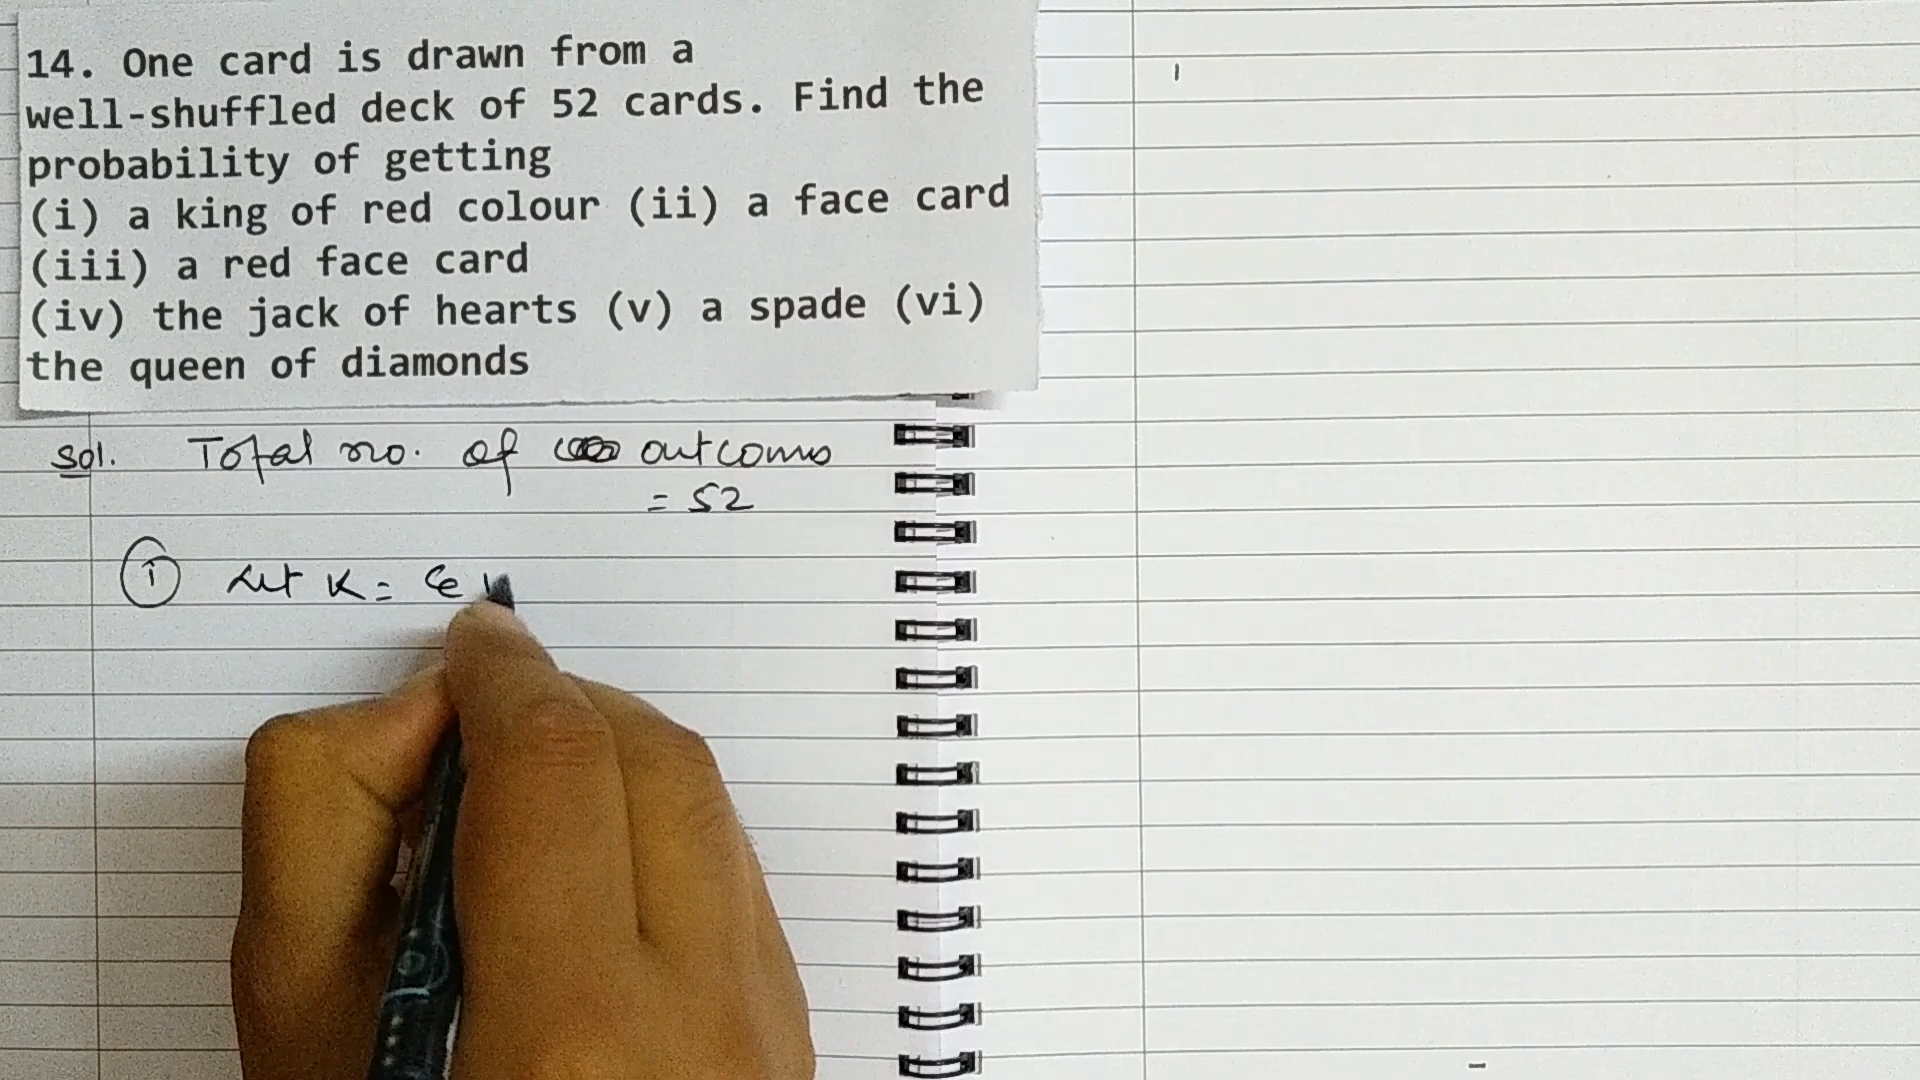 14. One card is drawn from a
well-shuffled deck of 52 cards. Find the
probability of getting
(i) a king of red colour (ii) a face card
(iii) a red face card
(iv) the jack of hearts (v) a spade (vi)
the queen of diamonds
Sol. Total no. of outcoms
= 52
(i) Let K =